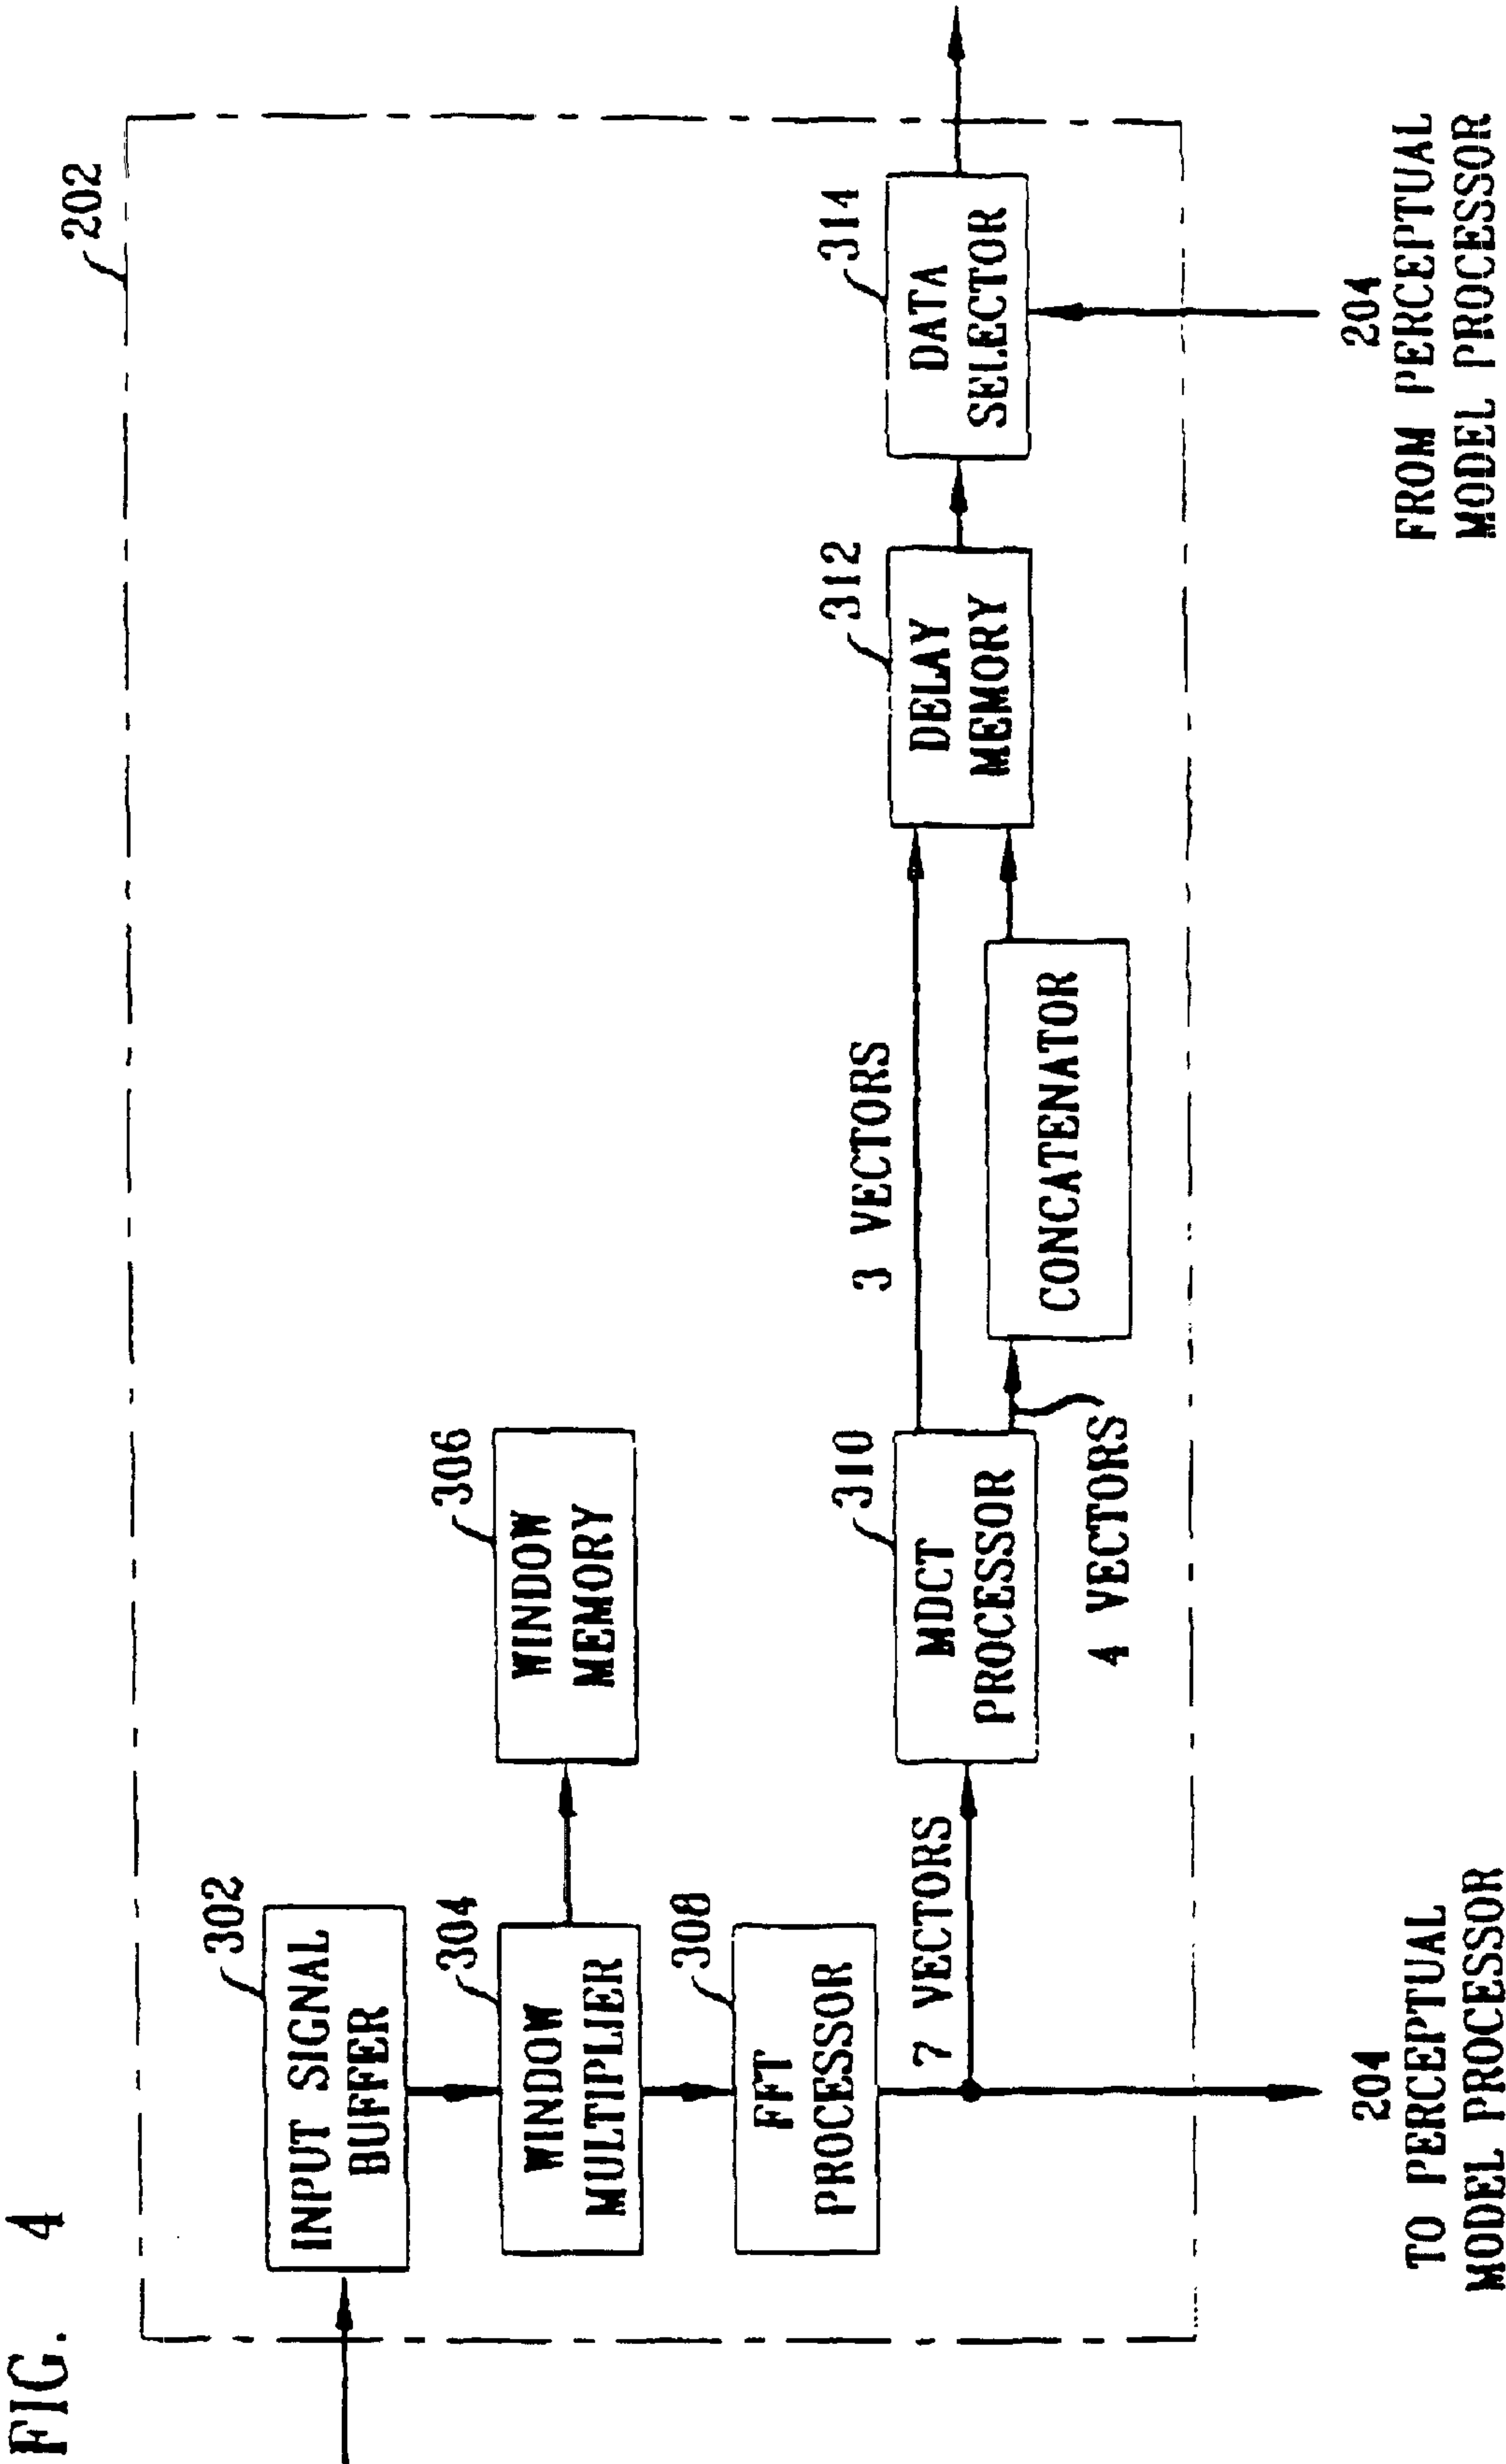 FIG. 4
202
302
INPUT SIGNAL
BUFFER
304
WINDOW
MULTIPLIER
306
WINDOW
MEMORY
308
FFT
PROCESSOR
7 VECTORS
310
MDCT
PROCESSOR
3 VECTORS
4 VECTORS
CONCATENATOR
312
DELAY
MEMORY
314
DATA
SELECTOR
204
TO PERCEPTUAL
MODEL PROCESSOR
204
FROM PERCEPTUAL
MODEL PROCESSOR